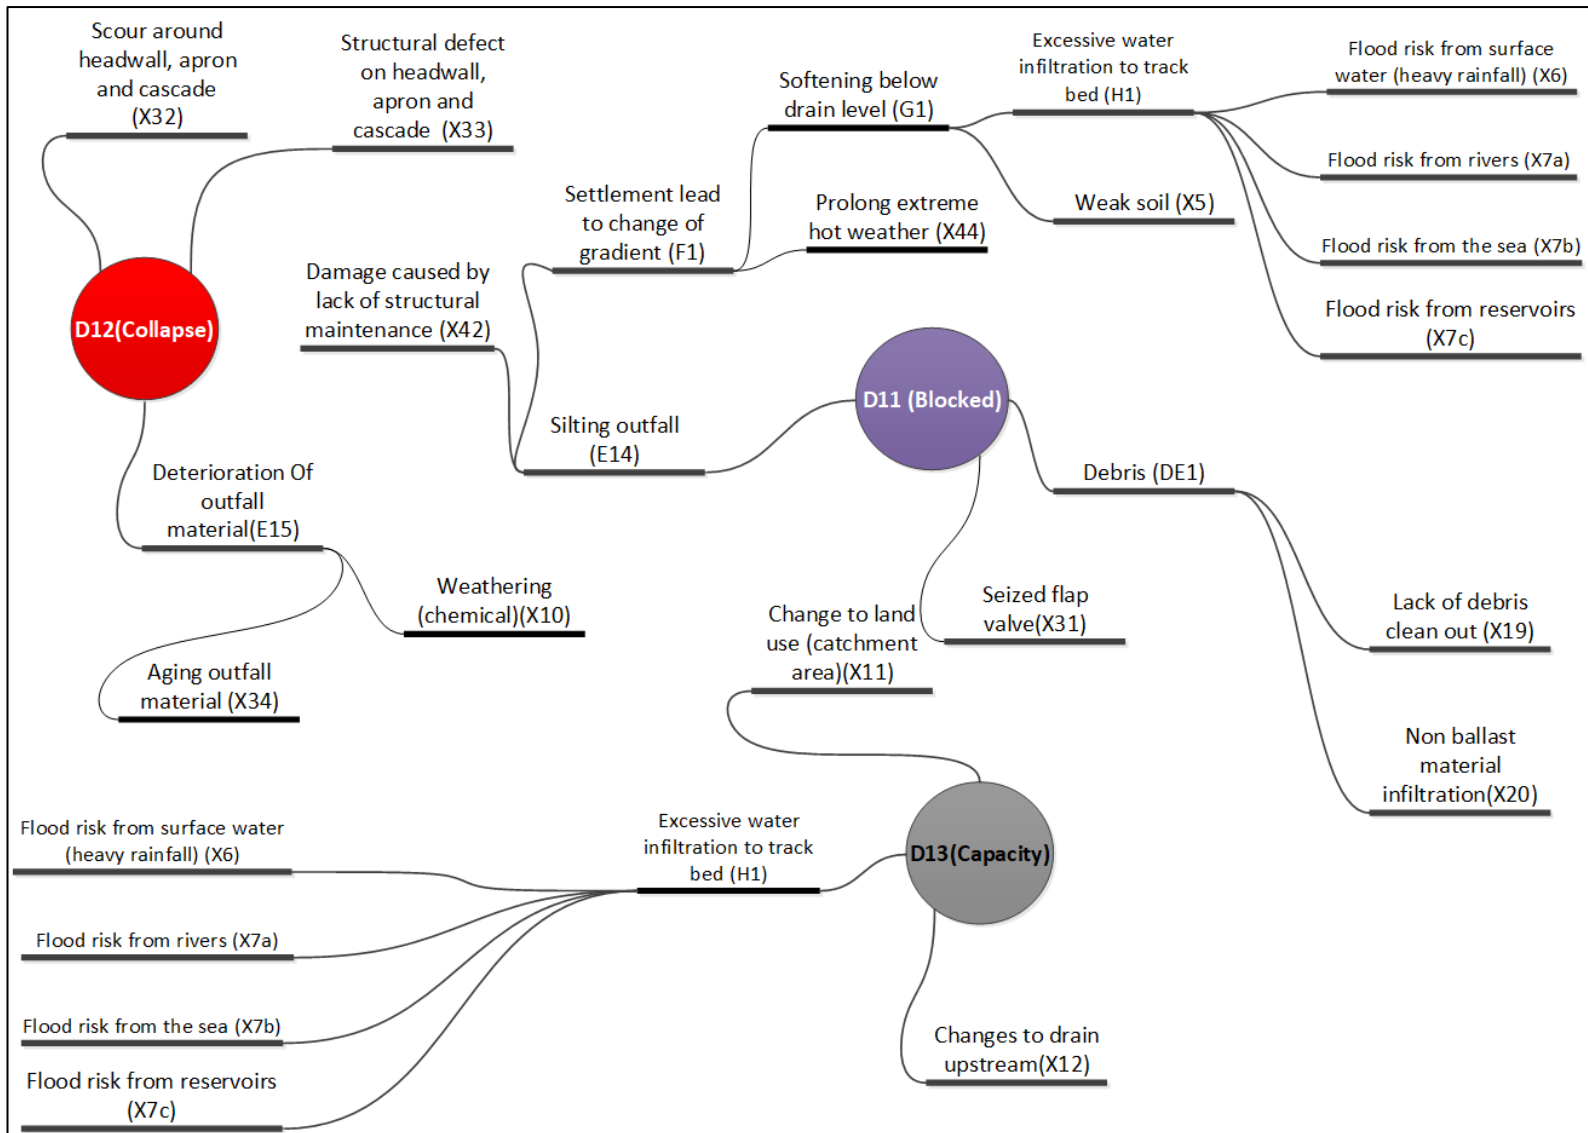 Scour around
headwall, apron
and cascade
(X32)
Structural defect
on headwall,
apron and
cascade (X33)
Softening below
drain level (G1)
Excessive water
infiltration to track
bed (H1)
Flood risk from surface
water (heavy rainfall) (X6)
Flood risk from rivers (X7a)
Flood risk from the sea (X7b)
Flood risk from reservoirs
(X7c)
Weak soil (X5)
Settlement lead
to change of
gradient (F1)
Prolong extreme
hot weather (X44)
Damage caused by
lack of structural
maintenance (X42)
D12(Collapse)
D11 (Blocked)
Silting outfall
(E14)
Debris (DE1)
Deterioration Of
outfall
material(E15)
Weathering
(chemical)(X10)
Aging outfall
material (X34)
Change to land
use (catchment
area)(X11)
Seized flap
valve(X31)
Lack of debris
clean out (X19)
Non ballast
material
infiltration(X20)
Flood risk from surface water
(heavy rainfall) (X6)
Excessive water
infiltration to track
bed (H1)
D13(Capacity)
Flood risk from rivers (X7a)
Flood risk from the sea (X7b)
Flood risk from reservoirs
(X7c)
Changes to drain
upstream(X12)